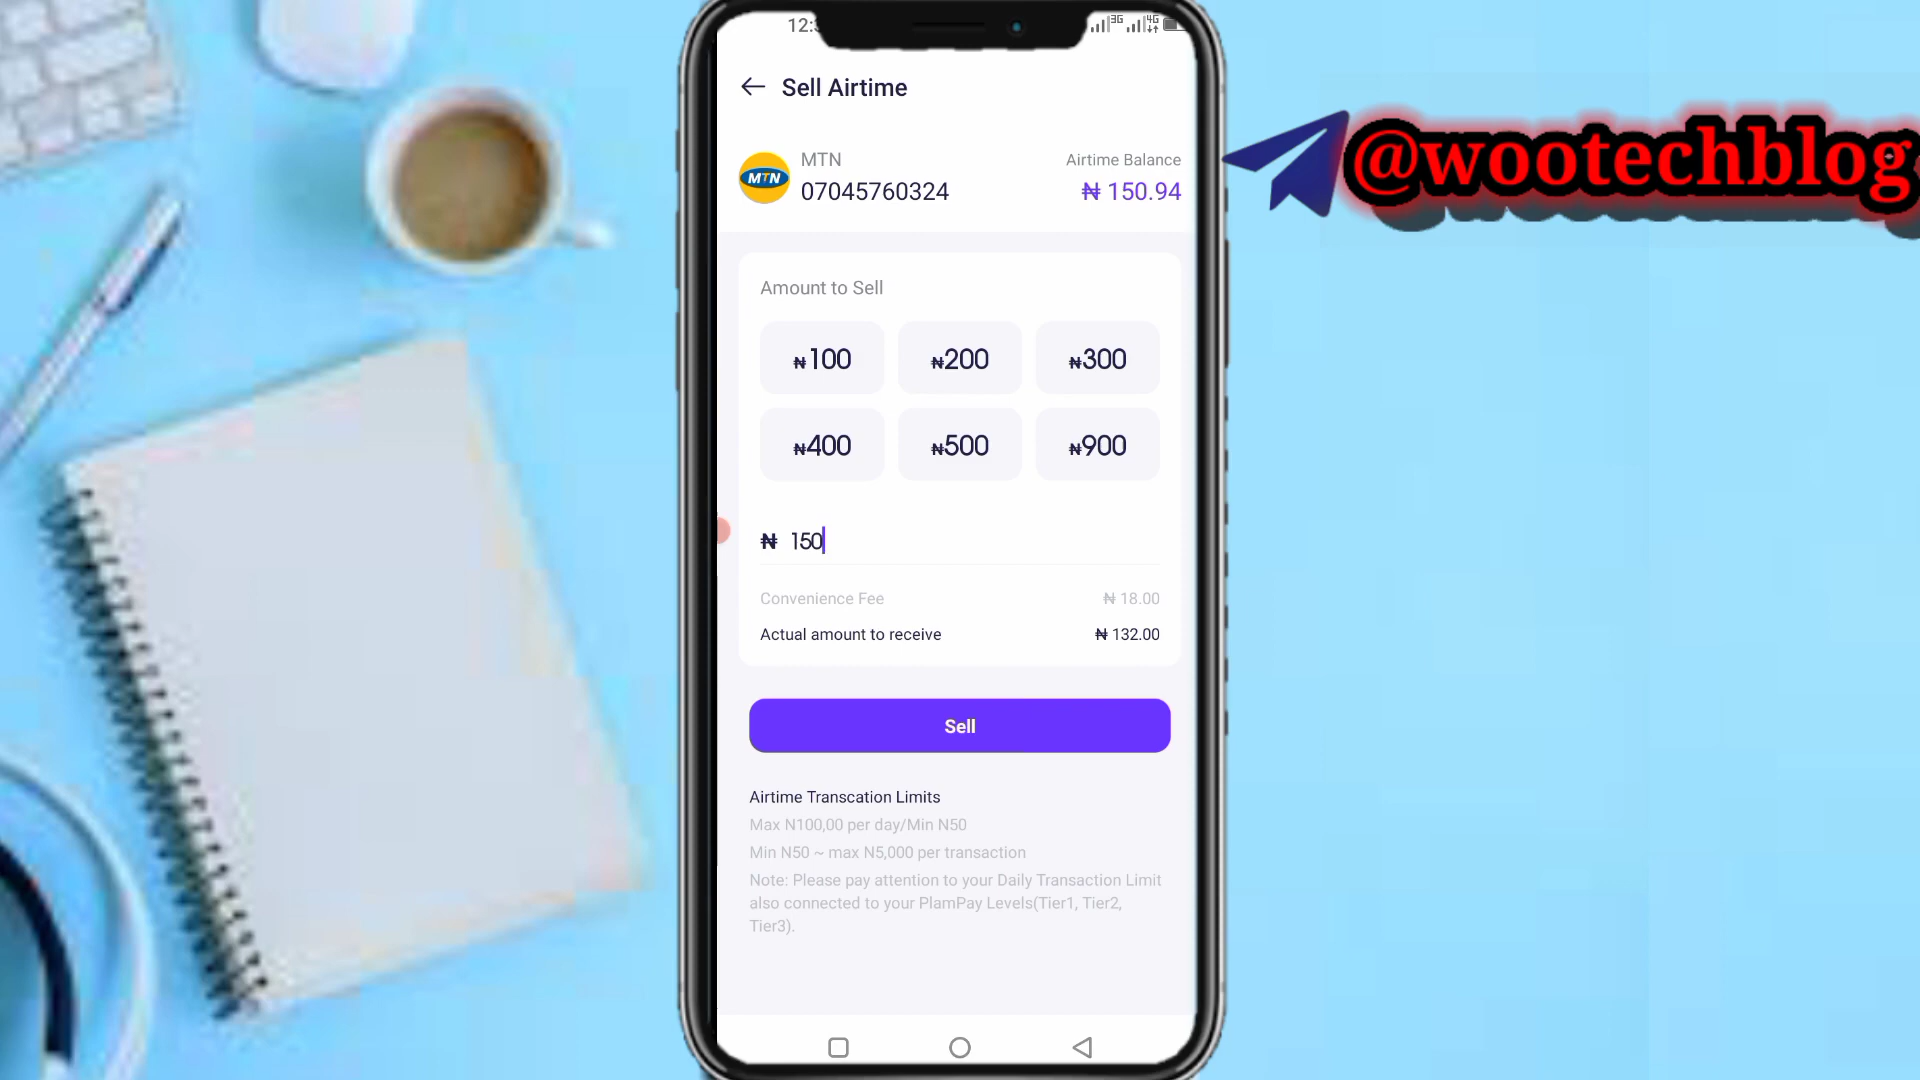 12:3
3G 4G
Sell Airtime
MTN
MTN
07045760324
Airtime Balance
₦ 150.94
@wootechblog
Amount to Sell
₦100 ₦200 ₦300
₦400 ₦500 ₦900
₦ 150
Convenience Fee ₦ 18.00
Actual amount to receive ₦ 132.00
Sell
Airtime Transcation Limits
Max N100,00 per day/Min N50
Min N50 ~ max N5,000 per transaction
Note: Please pay attention to your Daily Transaction Limit
also connected to your PlamPay Levels(Tier1, Tier2,
Tier3).